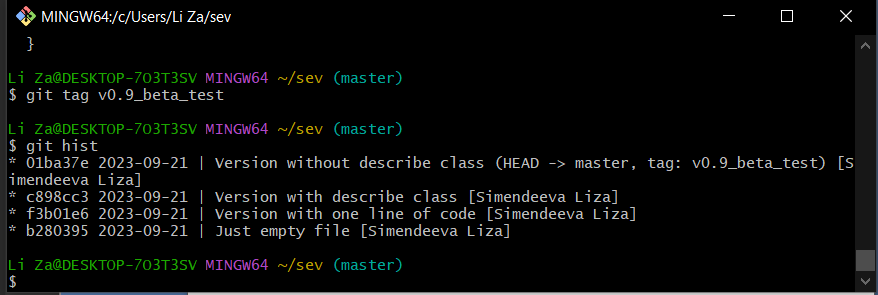 MINGW64:/c/Users/Li Za/sev
}
Li Za@DESKTOP-7O3T3SV MINGW64 ~/sev (master)
$ git tag v0.9_beta_test
Li Za@DESKTOP-7O3T3SV MINGW64 ~/sev (master)
$ git hist
* 01ba37e 2023-09-21 | Version without describe class (HEAD -> master, tag: v0.9_beta_test) [S
imendeeva Liza]
* c898cc3 2023-09-21 | Version with describe class [Simendeeva Liza]
* f3b01e6 2023-09-21 | Version with one line of code [Simendeeva Liza]
* b280395 2023-09-21 | Just empty file [Simendeeva Liza]
Li Za@DESKTOP-7O3T3SV MINGW64 ~/sev (master)
$